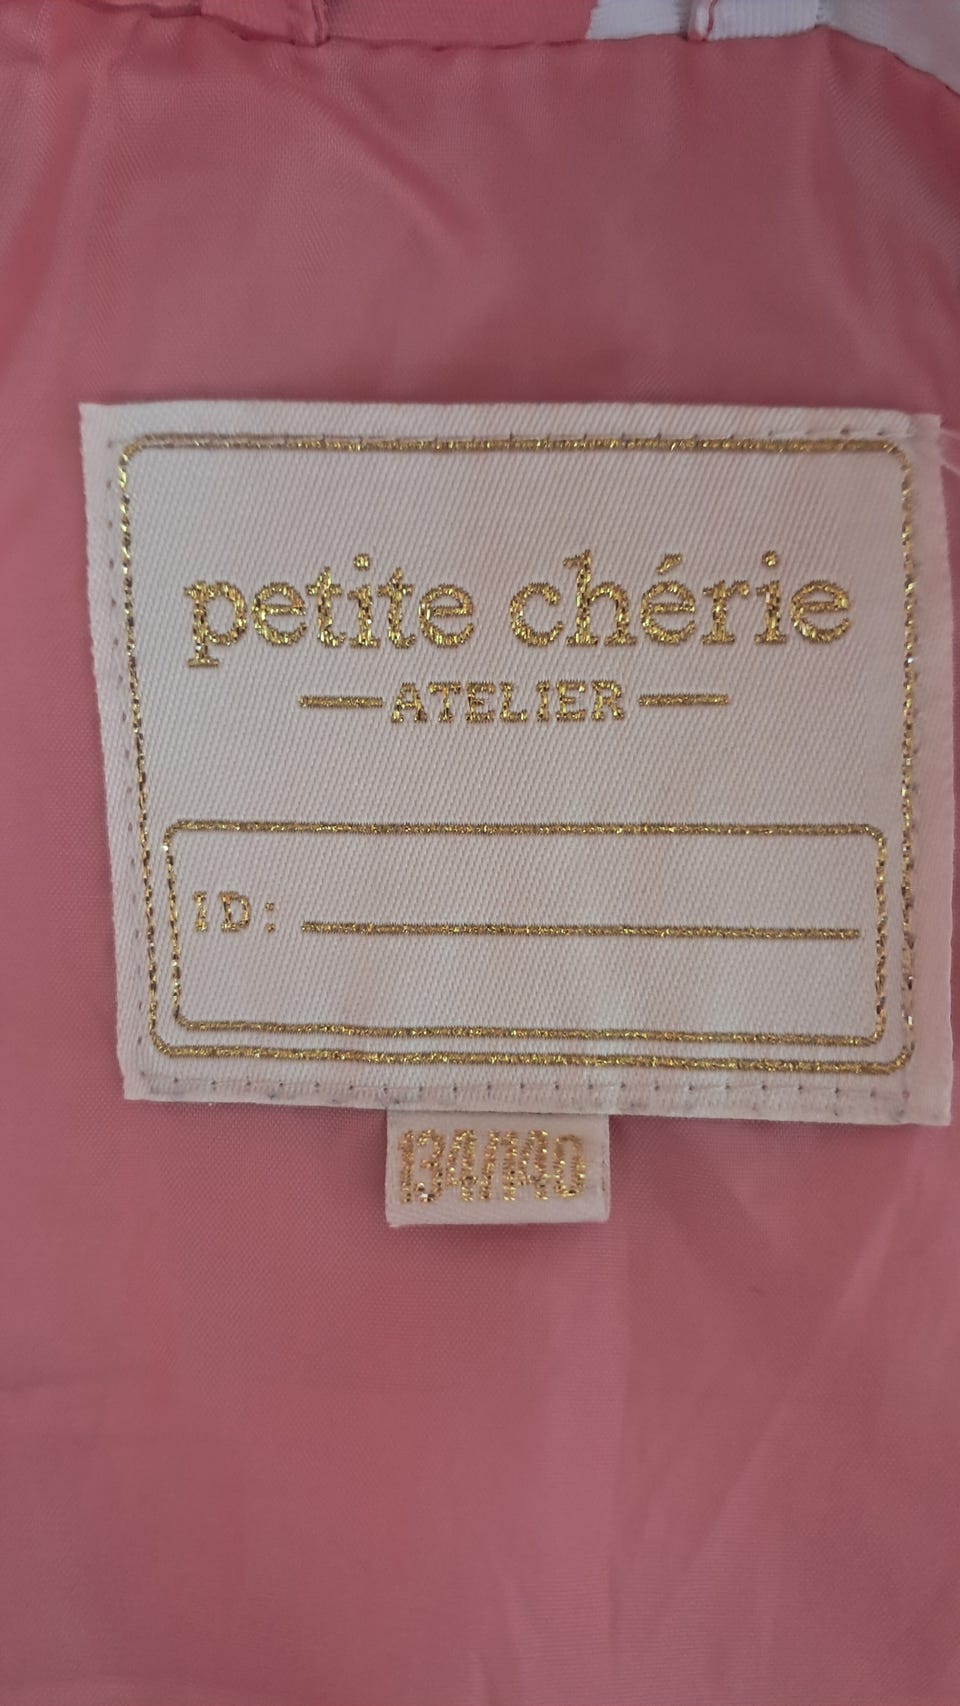 petite chérie
ATELIER
ID:
134/140